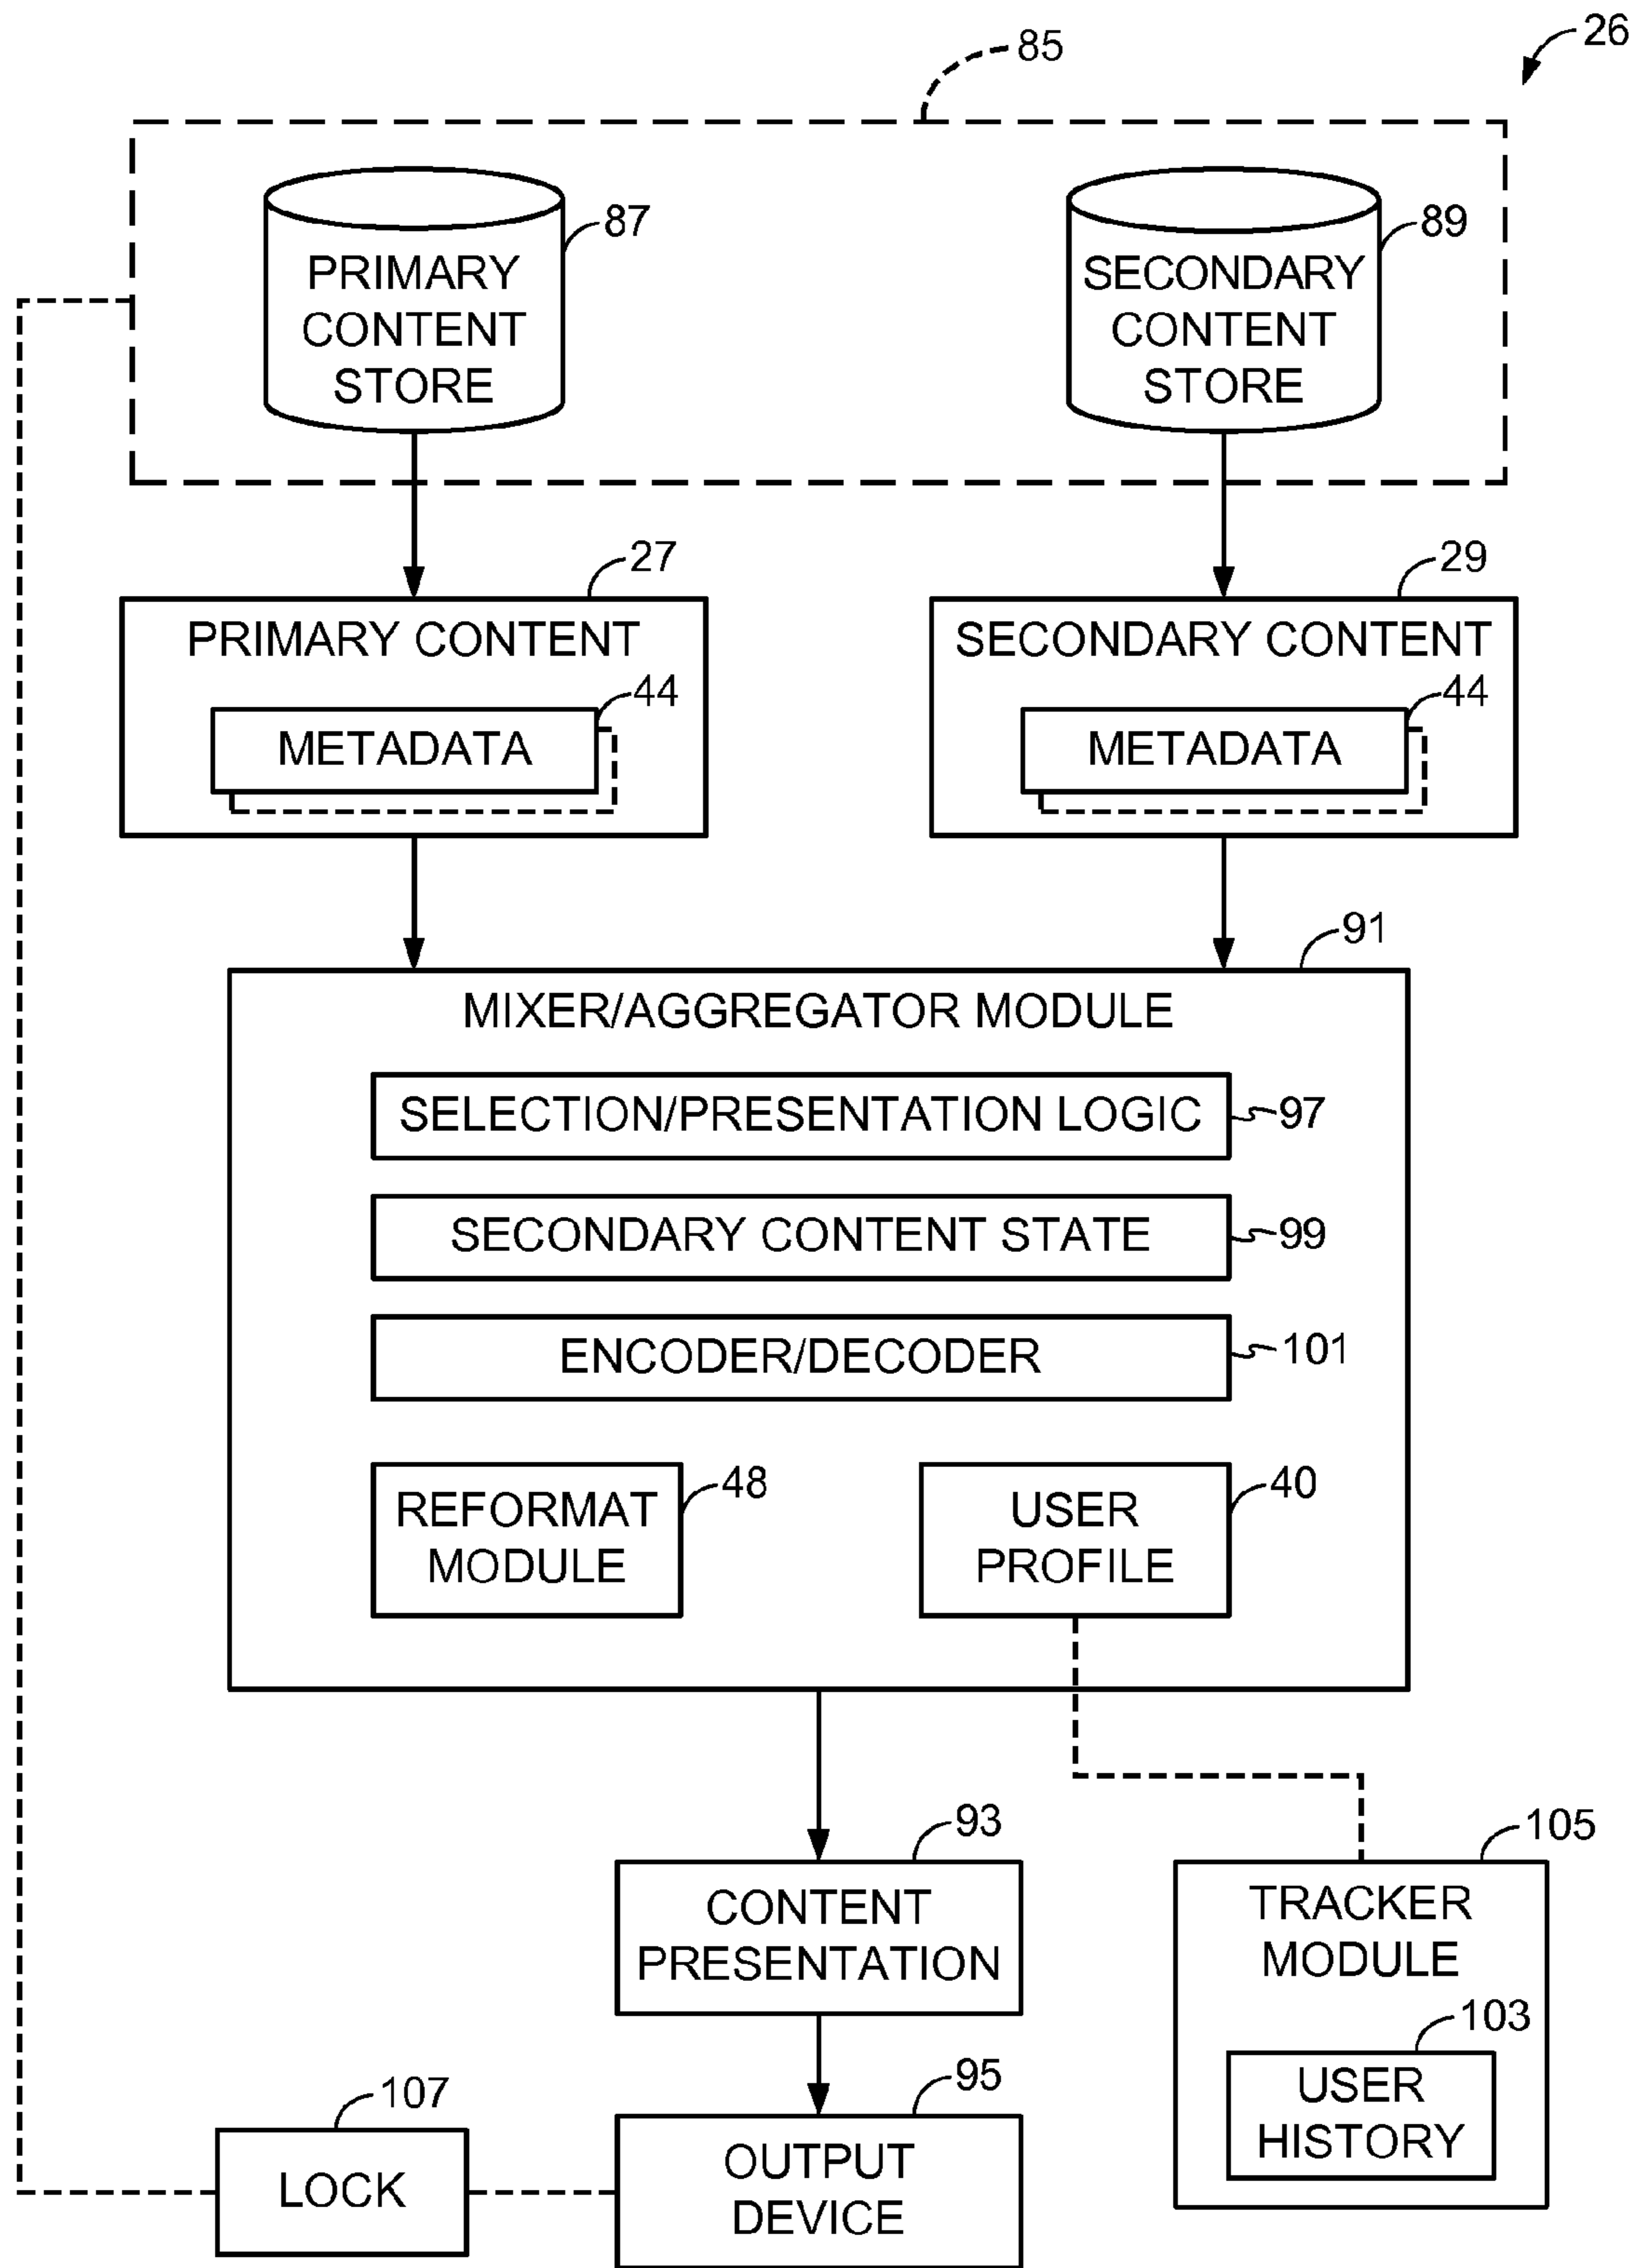 85
26
87
PRIMARY
CONTENT
STORE
89
SECONDARY
CONTENT
STORE
27
PRIMARY CONTENT
44
METADATA
29
SECONDARY CONTENT
44
METADATA
91
MIXER/AGGREGATOR MODULE
SELECTION/PRESENTATION LOGIC
97
SECONDARY CONTENT STATE
99
ENCODER/DECODER
101
REFORMAT
MODULE
48
USER
PROFILE
40
93
CONTENT
PRESENTATION
105
TRACKER
MODULE
103
USER
HISTORY
107
LOCK
95
OUTPUT
DEVICE